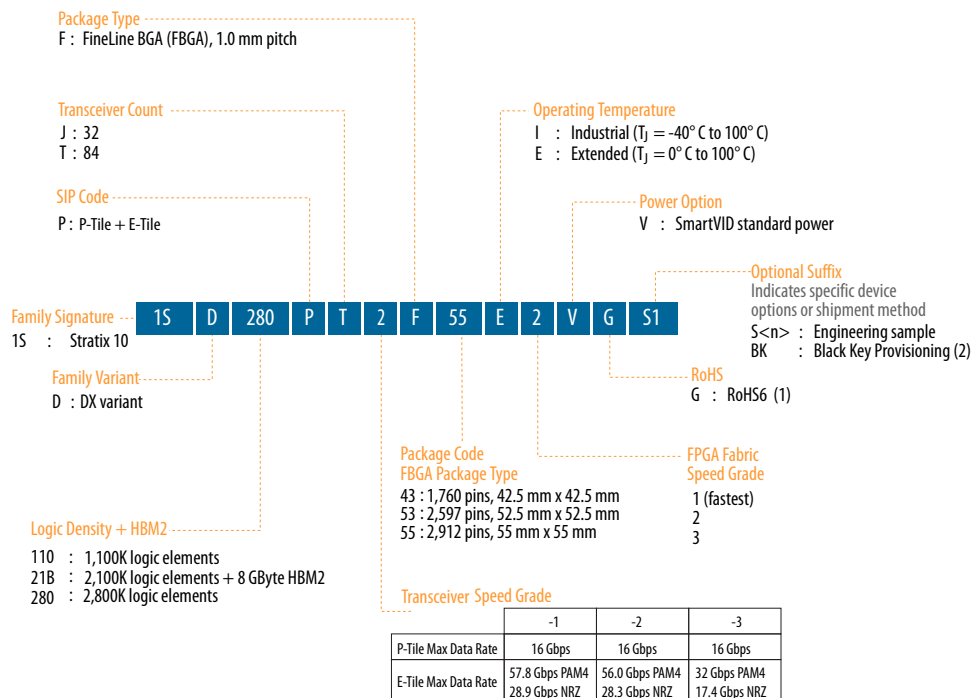 Package Type
F : FineLine BGA (FBGA), 1.0 mm pitch
Transceiver Count
J : 32
T : 84
SIP Code
P : P-Tile + E-Tile
Operating Temperature
I : Industrial (TJ = -40° C to 100° C)
E : Extended (TJ = 0° C to 100° C)
Power Option
V : SmartVID standard power
Optional Suffix
Indicates specific device
options or shipment method
S<n> : Engineering sample
BK : Black Key Provisioning (2)
1S D 280 P T 2 F 55 E 2 V G S1
Family Signature
1S : Stratix 10
Family Variant
D : DX variant
RoHS
G : RoHS6 (1)
Logic Density + HBM2
110 : 1,100K logic elements
21B : 2,100K logic elements + 8 GByte HBM2
280 : 2,800K logic elements
Package Code
FBGA Package Type
43 : 1,760 pins, 42.5 mm x 42.5 mm
53 : 2,597 pins, 52.5 mm x 52.5 mm
55 : 2,912 pins, 55 mm x 55 mm
FPGA Fabric
Speed Grade
1 (fastest)
2
3
Transceiver Speed Grade
-1 -2 -3
P-Tile Max Data Rate 16 Gbps 16 Gbps 16 Gbps
E-Tile Max Data Rate 57.8 Gbps PAM4 56.0 Gbps PAM4 32 Gbps PAM4
28.9 Gbps NRZ 28.3 Gbps NRZ 17.4 Gbps NRZ